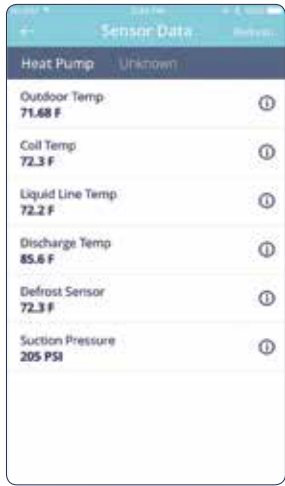 Sensor Data
Heat Pump Unknown
Outdoor Temp
71.68 F
Coil Temp
72.3 F
Liquid Line Temp
72.2 F
Discharge Temp
85.6 F
Defrost Sensor
72.3 F
Suction Pressure
205 PSI